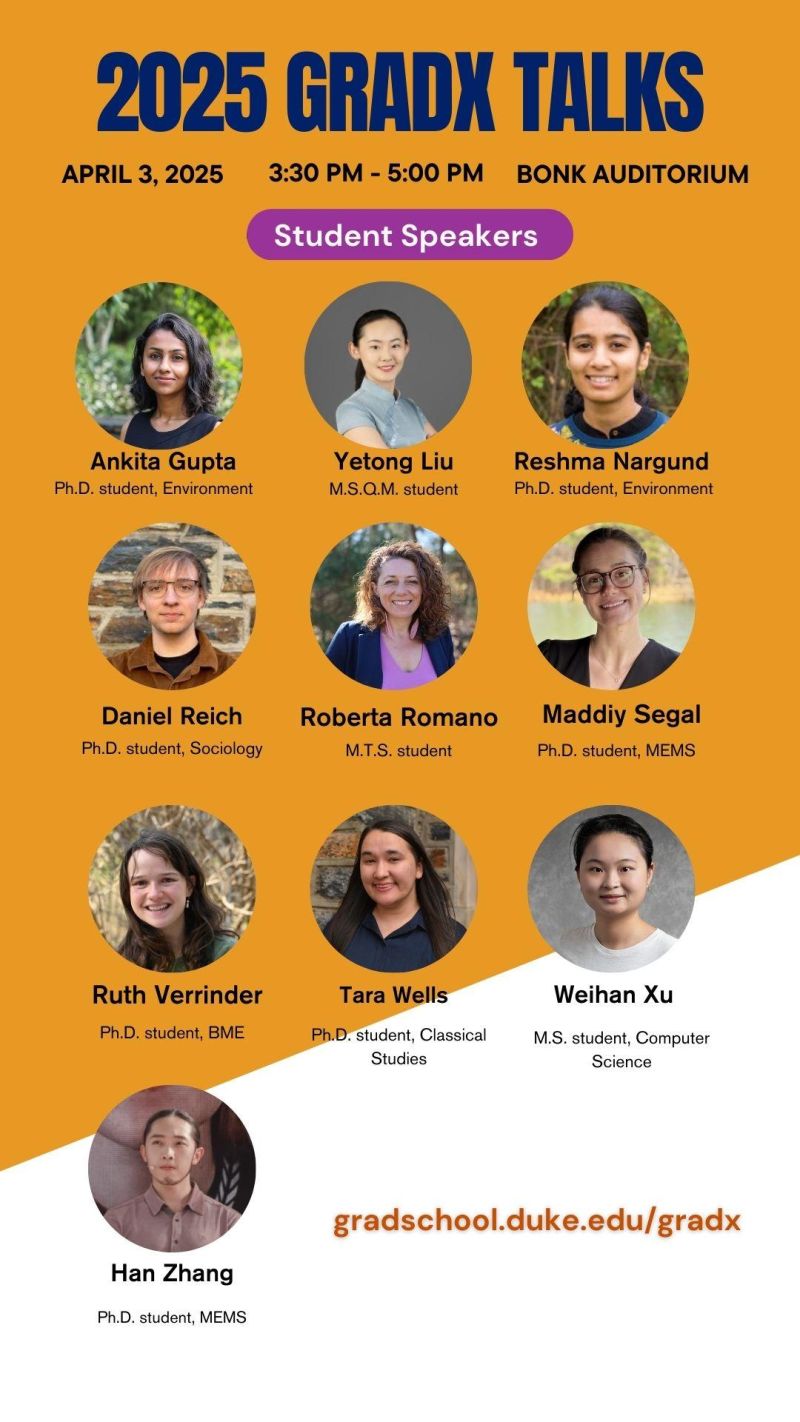 2025 GRADX TALKS
APRIL 3, 2025 3:30 PM - 5:00 PM BONK AUDITORIUM
Student Speakers
Ankita Gupta
Ph.D. student, Environment
Yetong Liu
M.S.Q.M. student
Reshma Nargund
Ph.D. student, Environment
Daniel Reich
Ph.D. student, Sociology
Roberta Romano
M.T.S. student
Maddiy Segal
Ph.D. student, MEMS
Ruth Verrinder
Ph.D. student, BME
Tara Wells
Ph.D. student, Classical
Studies
Weihan Xu
M.S. student, Computer
Science
Han Zhang
Ph.D. student, MEMS
gradschool.duke.edu/gradx